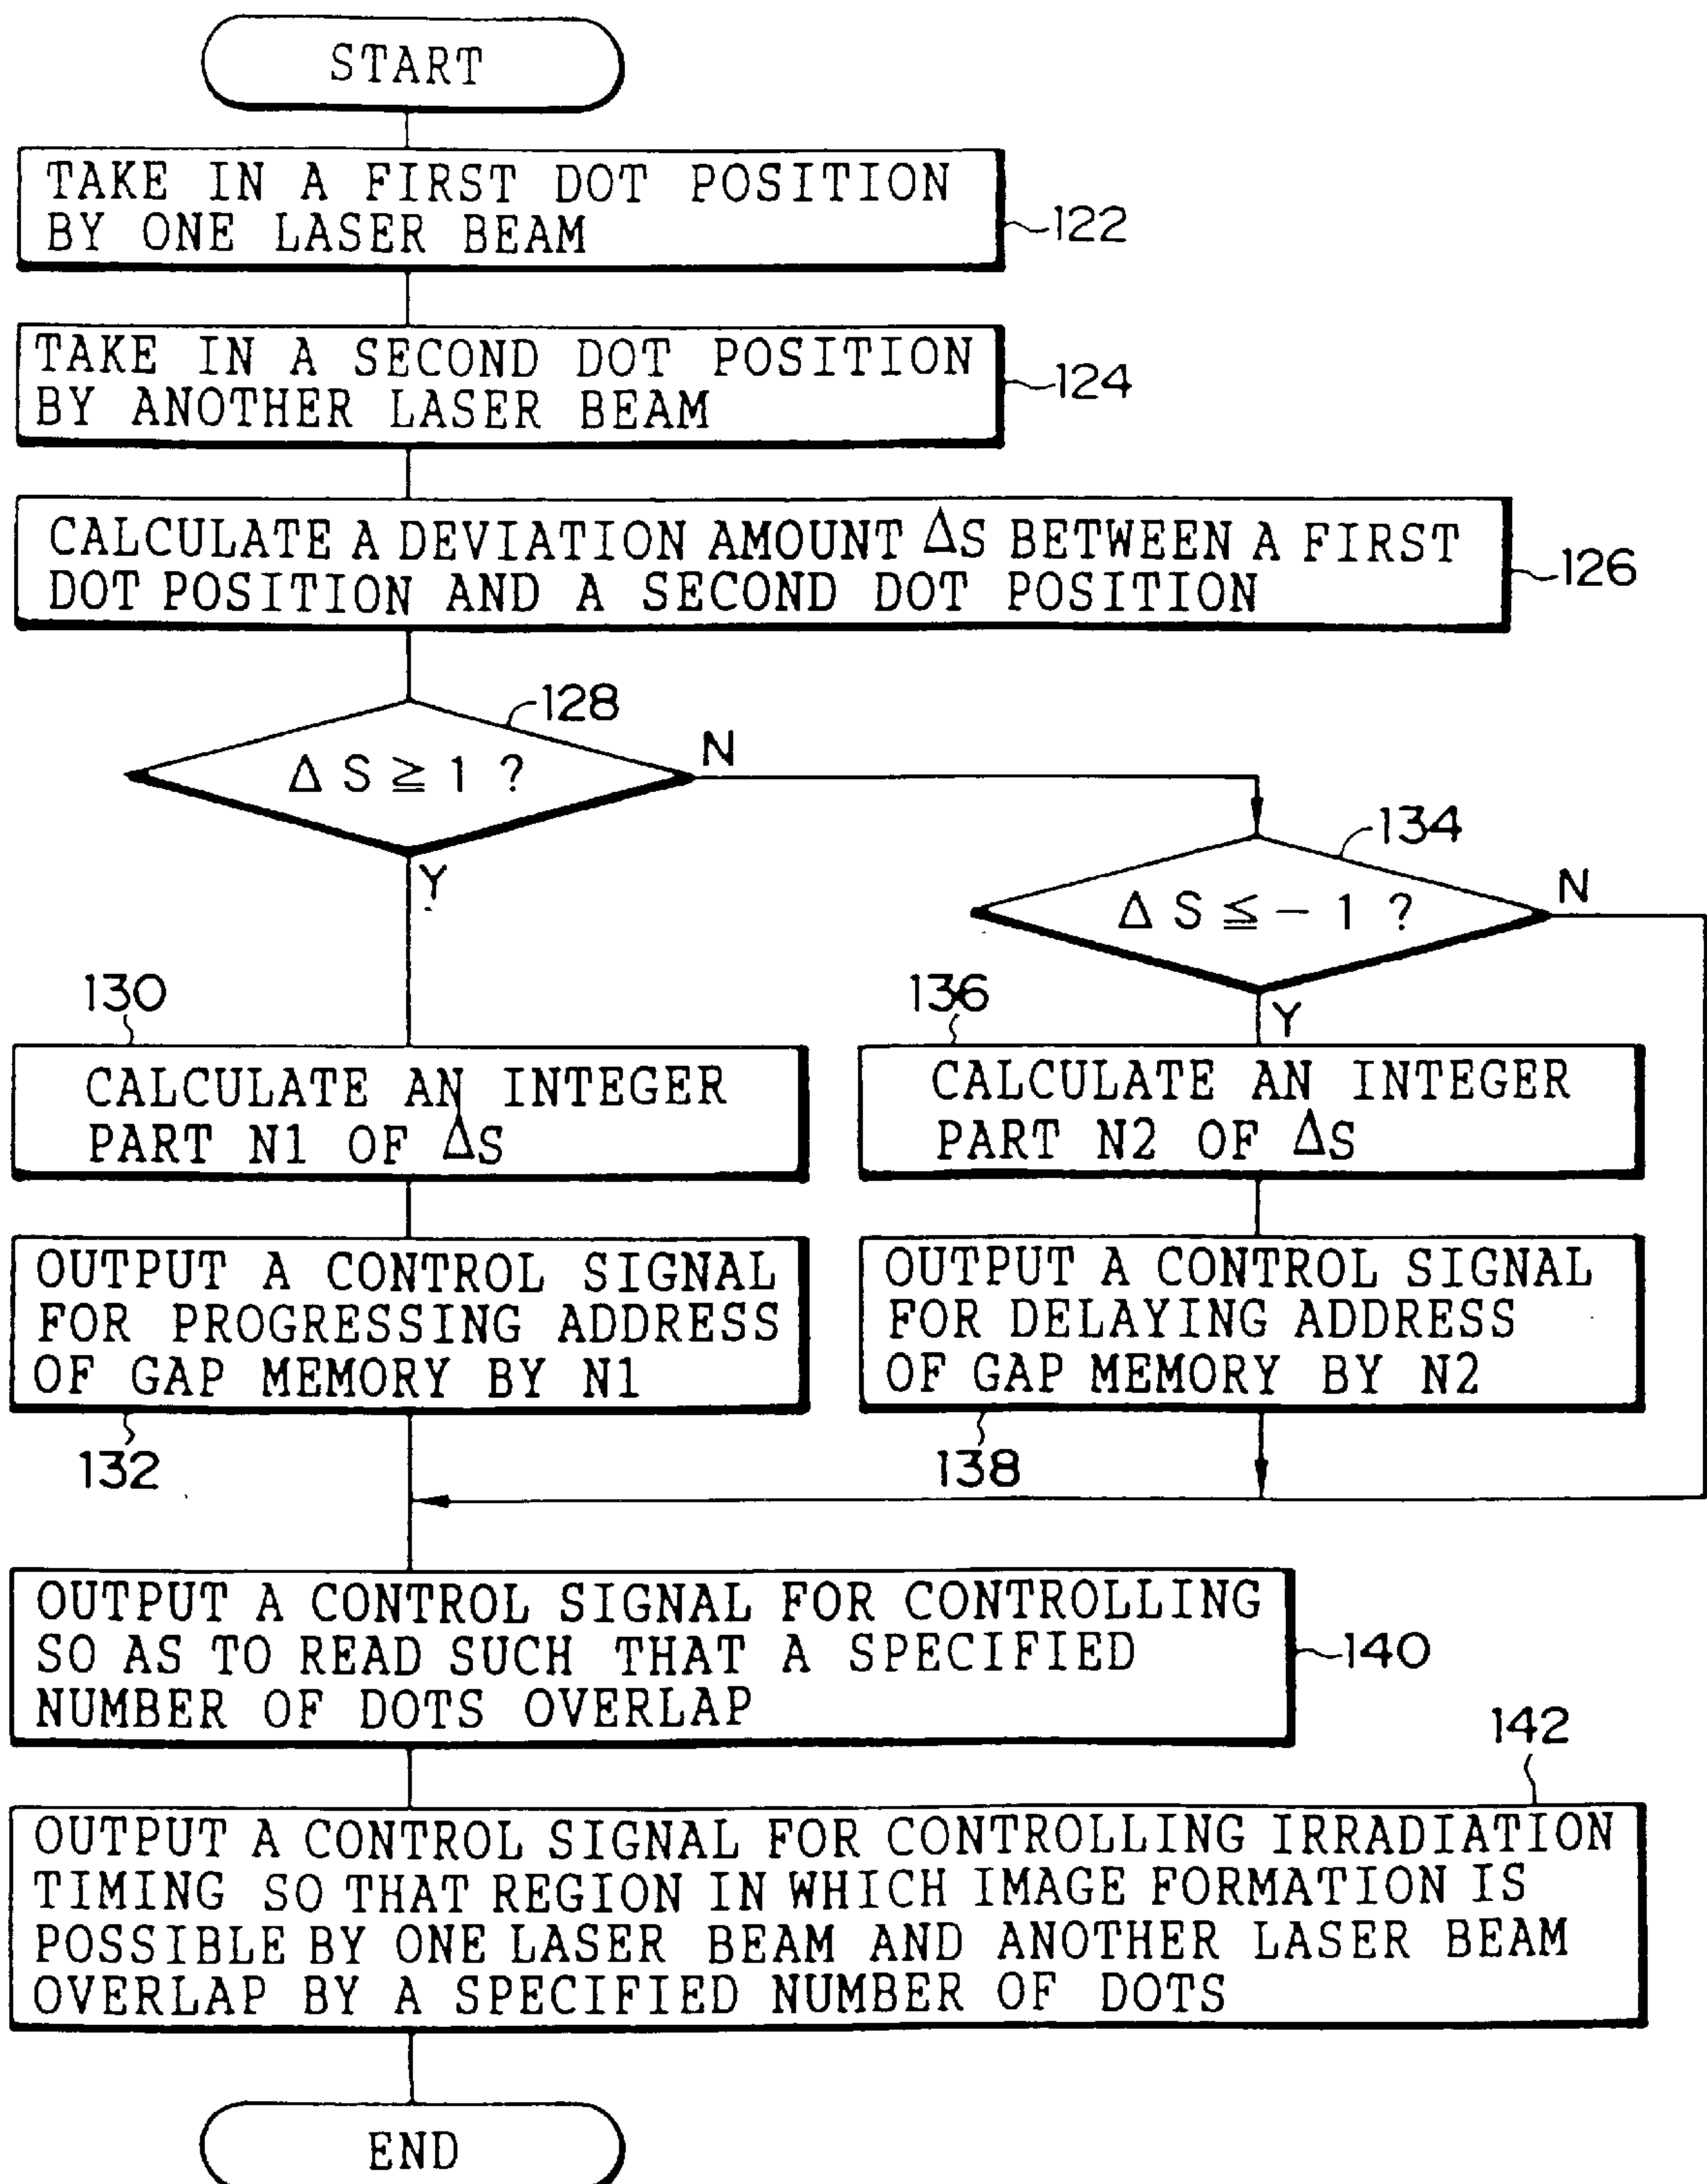 START
TAKE IN A FIRST DOT POSITION
BY ONE LASER BEAM
122
TAKE IN A SECOND DOT POSITION
BY ANOTHER LASER BEAM
124
CALCULATE A DEVIATION AMOUNT ΔS BETWEEN A FIRST
DOT POSITION AND A SECOND DOT POSITION
126
128
Δ S ≧ 1 ?
N
Y
134
Δ S ≦ - 1 ?
N
Y
130
CALCULATE AN INTEGER
PART N1 OF ΔS
136
CALCULATE AN INTEGER
PART N2 OF ΔS
OUTPUT A CONTROL SIGNAL
FOR PROGRESSING ADDRESS
OF GAP MEMORY BY N1
132
OUTPUT A CONTROL SIGNAL
FOR DELAYING ADDRESS
OF GAP MEMORY BY N2
138
OUTPUT A CONTROL SIGNAL FOR CONTROLLING
SO AS TO READ SUCH THAT A SPECIFIED
NUMBER OF DOTS OVERLAP
140
142
OUTPUT A CONTROL SIGNAL FOR CONTROLLING IRRADIATION
TIMING SO THAT REGION IN WHICH IMAGE FORMATION IS
POSSIBLE BY ONE LASER BEAM AND ANOTHER LASER BEAM
OVERLAP BY A SPECIFIED NUMBER OF DOTS
END